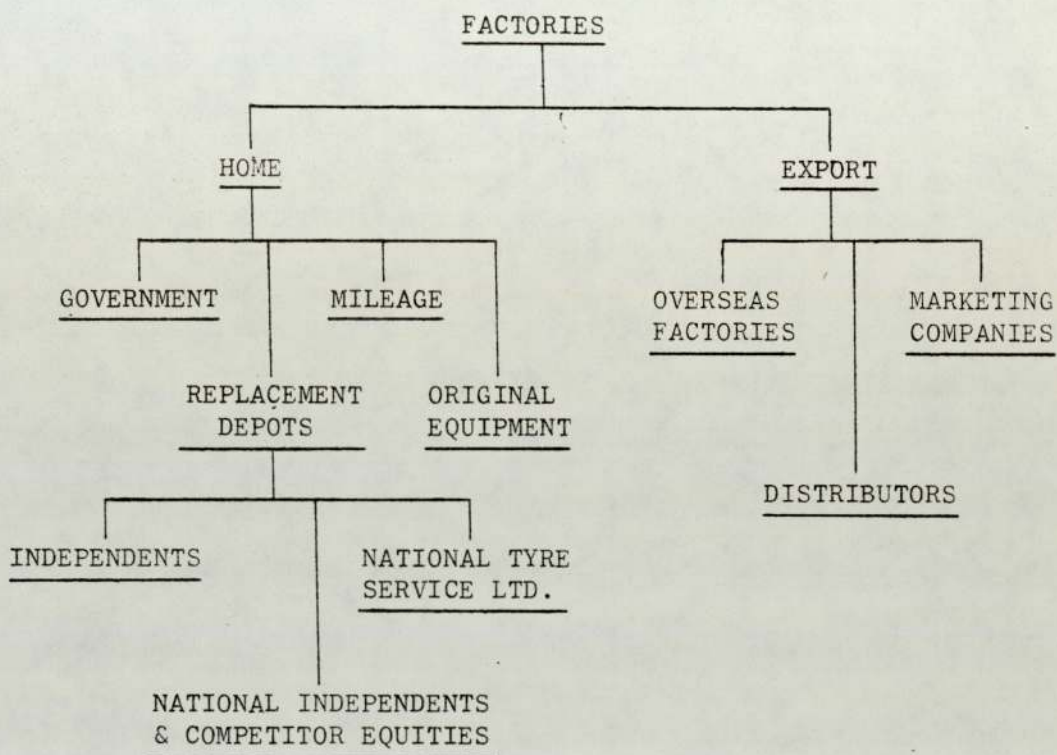 FACTORIES
HOME
EXPORT
GOVERNMENT
MILEAGE
OVERSEAS
FACTORIES
MARKETING
COMPANIES
REPLACEMENT
DEPOTS
ORIGINAL
EQUIPMENT
DISTRIBUTORS
INDEPENDENTS
NATIONAL TYRE
SERVICE LTD.
NATIONAL INDEPENDENTS
& COMPETITOR EQUITIES